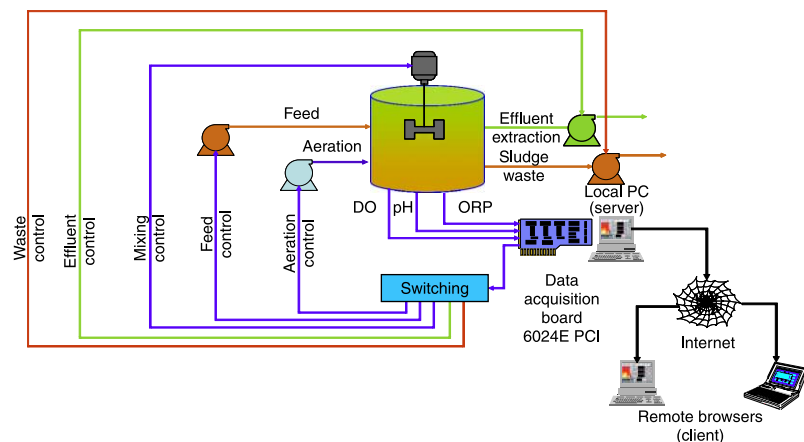 Feed
Effluent
extraction
Aeration
Sludge
waste
Local PC
(server)
DO
pH
ORP
Waste
control
Effluent
control
Mixing
control
Feed
control
Aeration
control
Switching
Data
acquisition
board
6024E PCI
Internet
Remote browsers
(client)